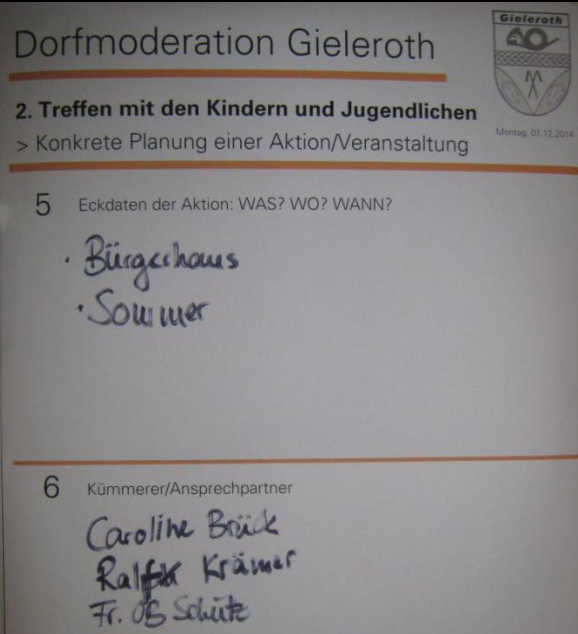 Dorfmoderation Gieleroth
Gieleroth
2. Treffen mit den Kindern und Jugendlichen
> Konkrete Planung einer Aktion/Veranstaltung
Montag, 01.12.2014
5 Eckdaten der Aktion: WAS? WO? WANN?
· Bürgerhaus
· Sommer
6 Kümmerer/Ansprechpartner
Caroline Brück
Ralf Krämer
Fr. OB Schütz